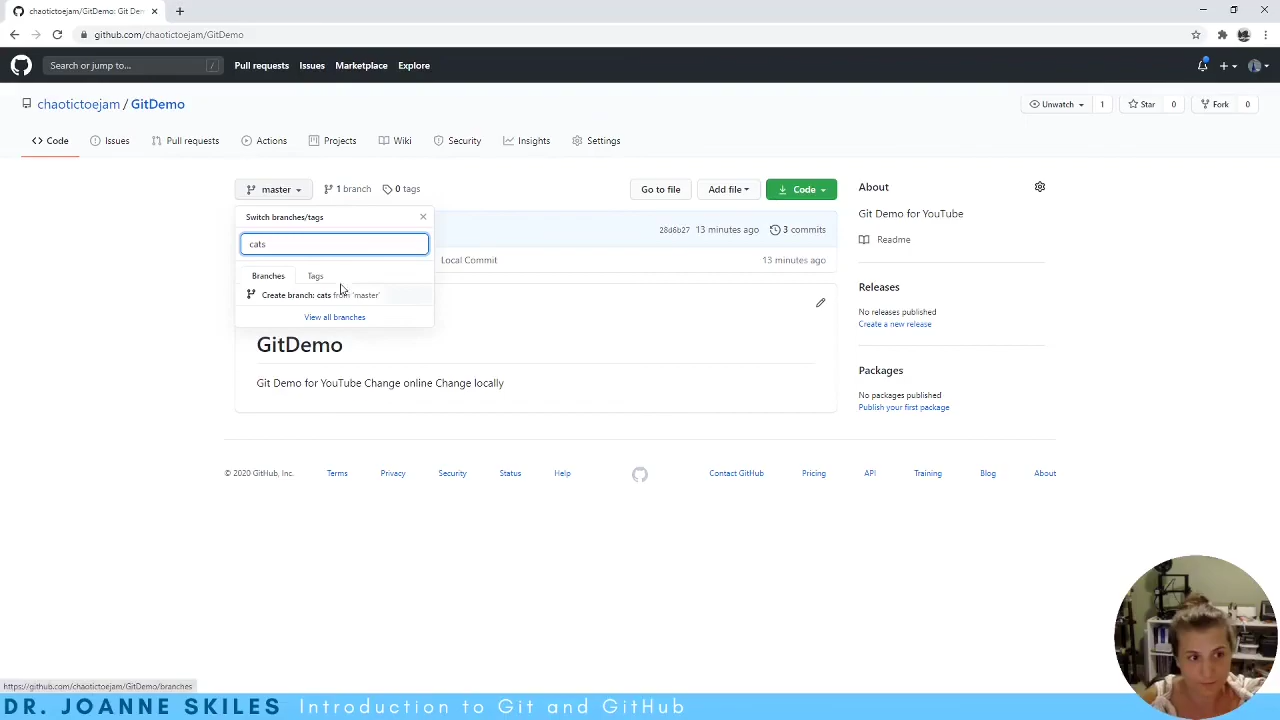 chaotictoejam/GitDemo: Git Demo
github.com/chaotictoejam/GitDemo
Search or jump to... /
Pull requests Issues Marketplace Explore
chaotictoejam / GitDemo
Unwatch 1 Star 0 Fork 0
Code Issues Pull requests Actions Projects Wiki Security Insights Settings
master 1 branch 0 tags Go to file Add file Code
Switch branches/tags
cats
Branches Tags
Create branch: cats from 'master'
View all branches
28d6b27 13 minutes ago 3 commits
Local Commit 13 minutes ago
GitDemo
Git Demo for YouTube Change online Change locally
About
Git Demo for YouTube
Readme
Releases
No releases published
Create a new release
Packages
No packages published
Publish your first package
© 2020 GitHub, Inc. Terms Privacy Security Status Help Contact GitHub Pricing API Training Blog About
https://github.com/chaotictoejam/GitDemo/branches
DR. JOANNE SKILES Introduction to Git and GitHub